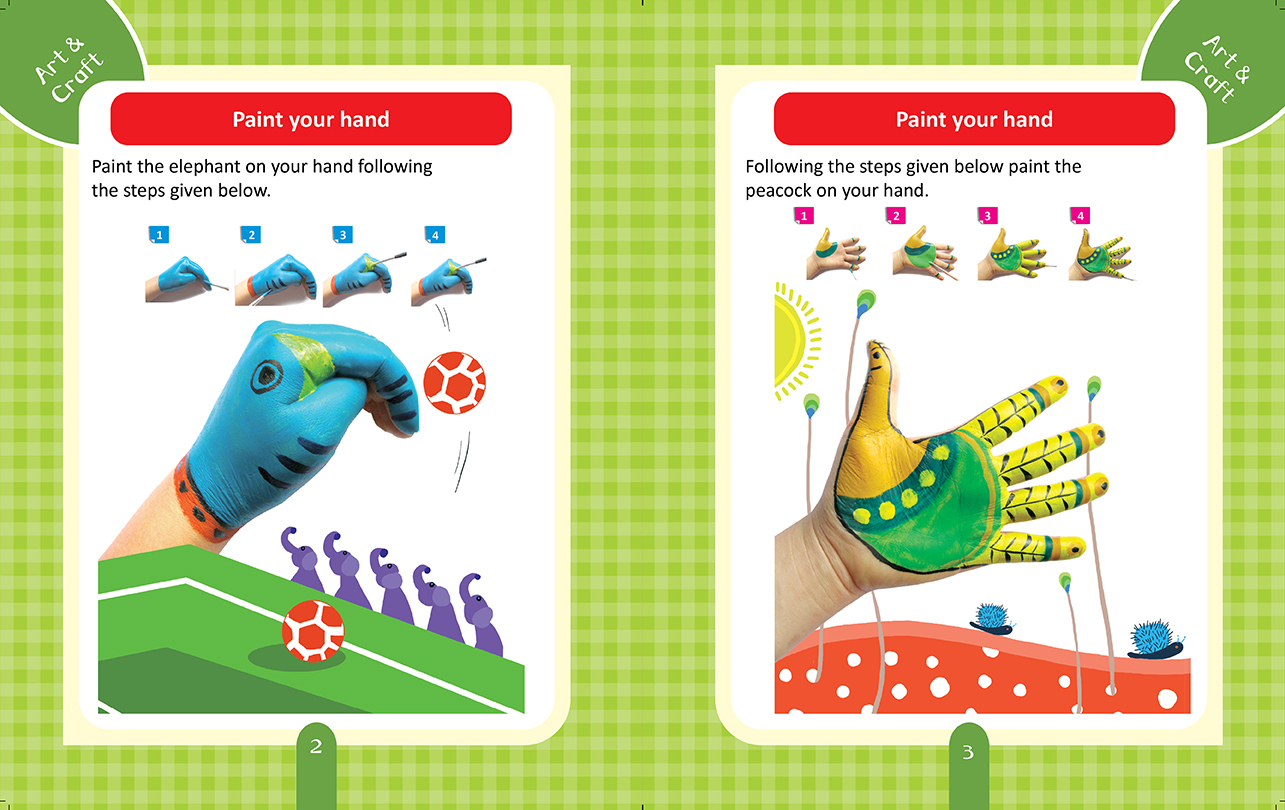 Art &
Craft
Paint your hand
Paint the elephant on your hand following
the steps given below.
1
2
3
4
2
Art &
Craft
Paint your hand
Following the steps given below paint the
peacock on your hand.
1
2
3
4
3